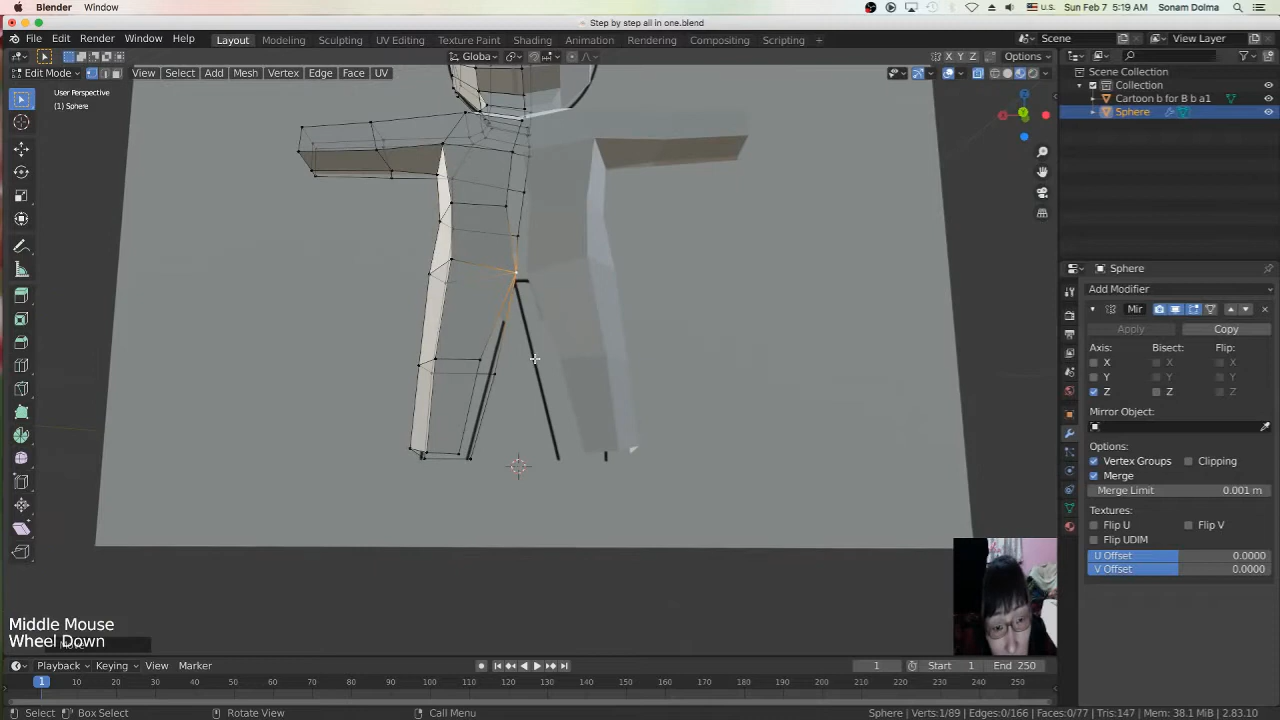 Blender Window
U.S. Sun Feb 7 5:19 AM Sonam Dolma
Step by step all in one.blend
File Edit Render Window Help Layout Modeling Sculpting UV Editing Texture Paint Shading Animation Rendering Compositing Scripting + Scene View Layer
Globa X Y Z Options
Edit Mode View Select Add Mesh Vertex Edge Face UV
User Perspective
(1) Sphere
Scene Collection
Collection
Cartoon b for B b a1
Sphere
Sphere
Add Modifier
Mir
Apply Copy
Axis: Bisect: Flip:
X X X
Y Y Y
Z Z Z
Mirror Object:
Options:
Vertex Groups Clipping
Merge
Merge Limit 0.001 m
Textures:
Flip U Flip V
Flip UDIM
U Offset 0.0000
V Offset 0.0000
Middle Mouse
Wheel Down
Playback Keying View Marker 1 Start 1 End 250
1 10 20 30 40 50 60 70 80 90 100 110 120 130 140 150 160 170 180 190 200 210 220 230 240 250
Select Box Select Rotate View Call Menu Sphere | Verts:1/89 | Edges:0/166 | Faces:0/77 | Tris:147 | Mem: 38.1 MiB | 2.83.10